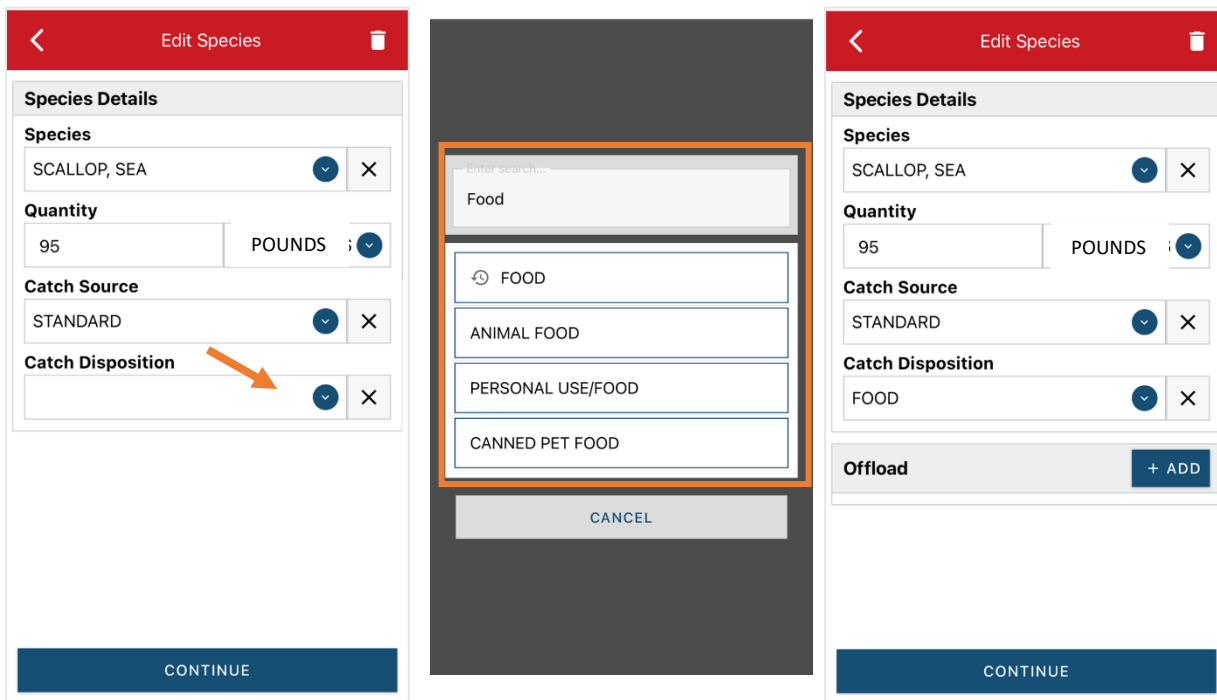 Edit Species
Species Details
Species
SCALLOP, SEA
Quantity
95 POUNDS
Catch Source
STANDARD
Catch Disposition
CONTINUE
Enter search...
Food
FOOD
ANIMAL FOOD
PERSONAL USE/FOOD
CANNED PET FOOD
CANCEL
Edit Species
Species Details
Species
SCALLOP, SEA
Quantity
95 POUNDS
Catch Source
STANDARD
Catch Disposition
FOOD
Offload + ADD
CONTINUE